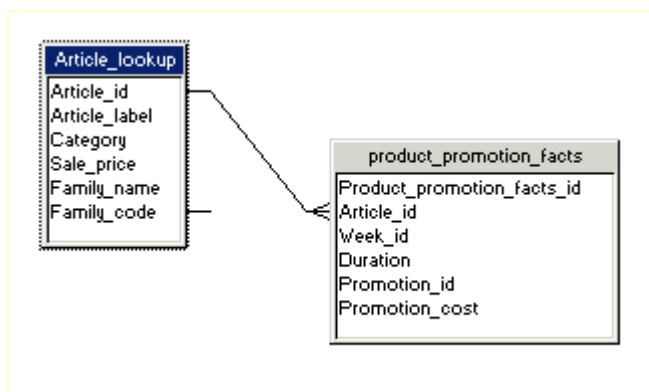 Article_lookup
Article_id
Article_label
Category
Sale_price
Family_name
Family_code
product_promotion_facts
Product_promotion_facts_id
Article_id
Week_id
Duration
Promotion_id
Promotion_cost